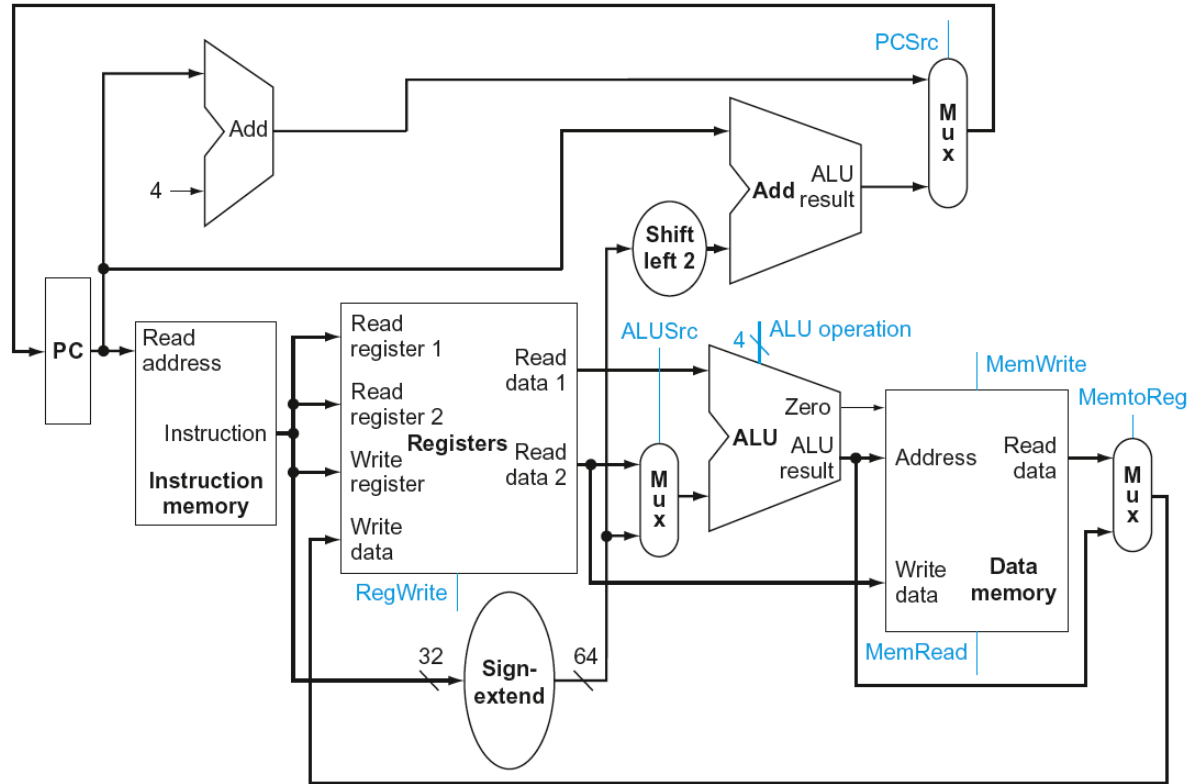 PCSrc
Add
4
M
u
x
Add
ALU
result
Shift
left 2
PC
Read
address
Instruction
Instruction
memory
Read
register 1
Read
register 2
Write
register
Write
data
Registers
Read
data 1
Read
data 2
RegWrite
32
Sign-
extend
64
ALUSrc
M
u
x
4
ALU operation
Zero
ALU
ALU
result
MemWrite
Address
Read
data
Write
data
Data
memory
MemRead
MemtoReg
M
u
x